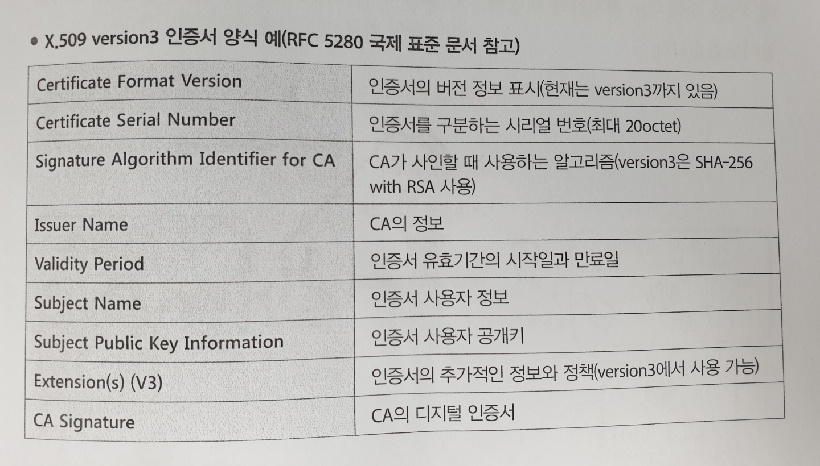 • X.509 version3 인증서 양식 예(RFC 5280 국제 표준 문서 참고)
Certificate Format Version
인증서의 버전 정보 표시(현재는 version3까지 있음)
Certificate Serial Number
인증서를 구분하는 시리얼 번호(최대 20octet)
Signature Algorithm Identifier for CA
CA가 사인할 때 사용하는 알고리즘(version3은 SHA-256
with RSA 사용)
Issuer Name
CA의 정보
Validity Period
인증서 유효기간의 시작일과 만료일
Subject Name
인증서 사용자 정보
Subject Public Key Information
인증서 사용자 공개키
Extension(s) (V3)
인증서의 추가적인 정보와 정책(version3에서 사용 가능)
CA Signature
CA의 디지털 인증서